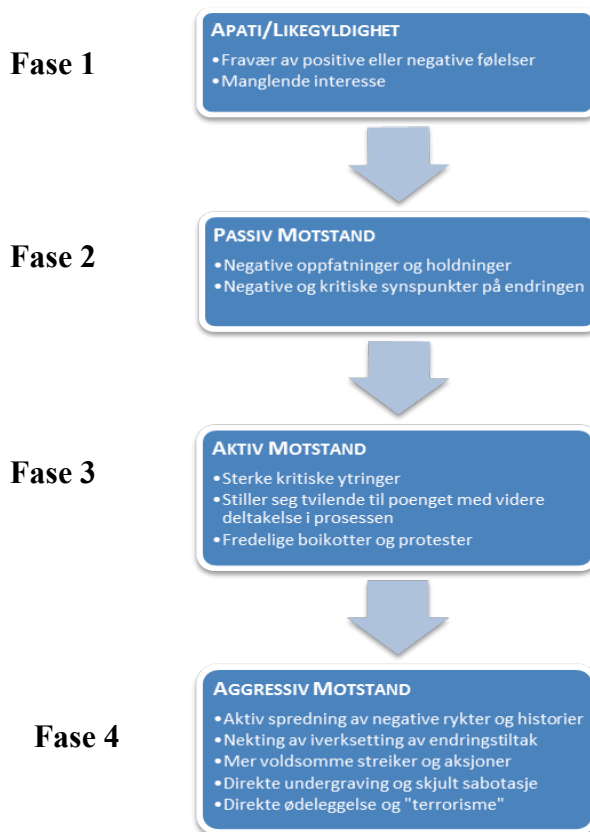 Fase 1
APATI/LIKEGYLDIGHET
•Fravær av positive eller negative følelser
•Manglende interesse
Fase 2
PASSIV MOTSTAND
•Negative oppfatninger og holdninger
•Negative og kritiske synspunkter på endringen
Fase 3
AKTIV MOTSTAND
•Sterke kritiske ytringer
•Stiller seg tvilende til poenget med videre
deltakelse i prosessen
•Fredelige boikotter og protester
Fase 4
AGGRESSIV MOTSTAND
•Aktiv spredning av negative rykter og historier
•Nekting av iverksetting av endringstiltak
•Mer voldsomme streiker og aksjoner
•Direkte undergraving og skjult sabotasje
•Direkte ødeleggelse og "terrorisme"